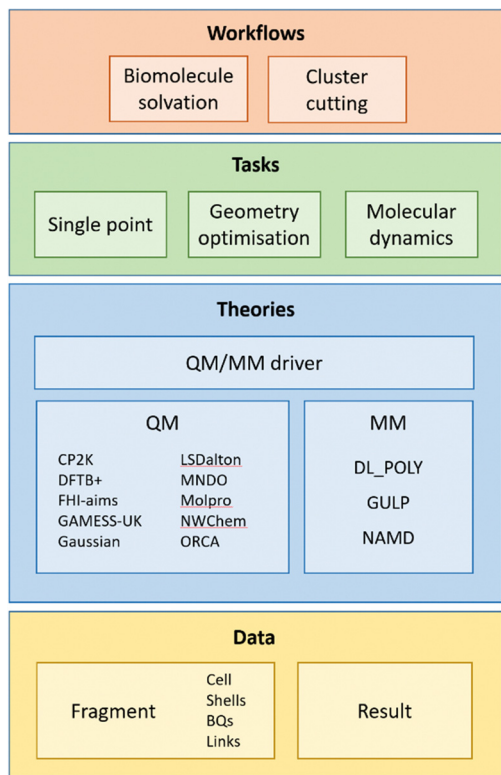 Workflows
Biomolecule
solvation
Cluster
cutting
Tasks
Single point
Geometry
optimisation
Molecular
dynamics
Theories
QM/MM driver
QM
CP2K
DFTB+
FHI-aims
GAMESS-UK
Gaussian
LSDalton
MNDO
Molpro
NWChem
ORCA
MM
DL_POLY
GULP
NAMD
Data
Fragment
Cell
Shells
BQs
Links
Result